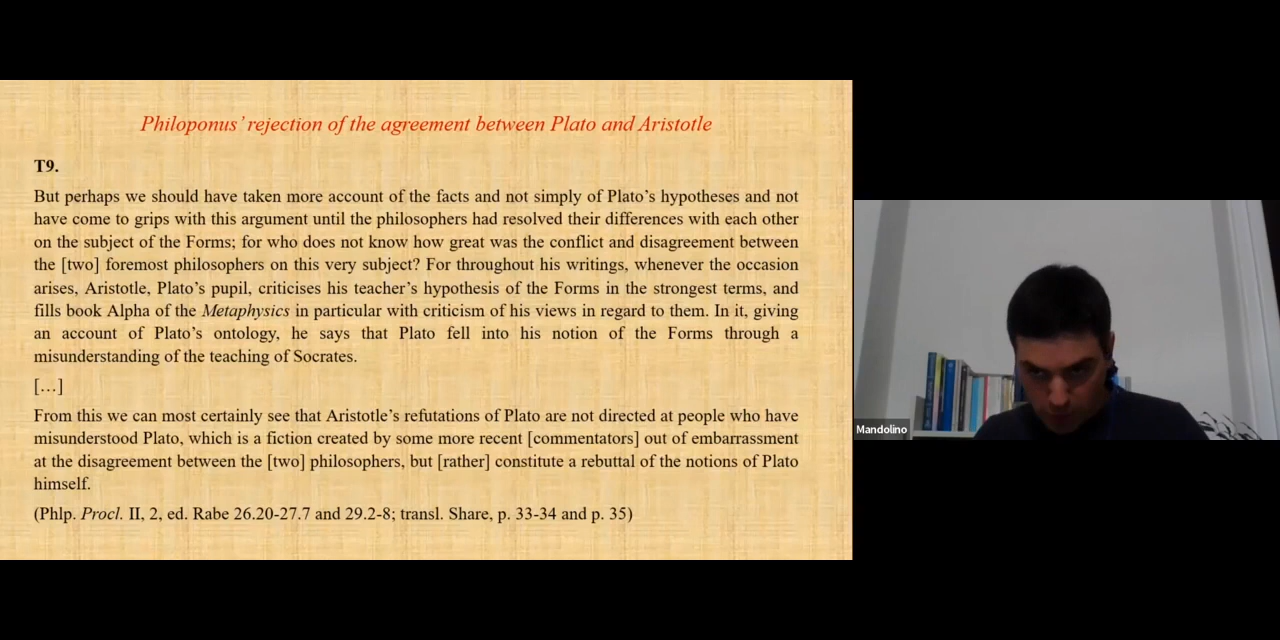 Philoponus' rejection of the agreement between Plato and Aristotle
T9.
But perhaps we should have taken more account of the facts and not simply of Plato's hypotheses and not
have come to grips with this argument until the philosophers had resolved their differences with each other
on the subject of the Forms; for who does not know how great was the conflict and disagreement between
the [two] foremost philosophers on this very subject? For throughout his writings, whenever the occasion
arises, Aristotle, Plato's pupil, criticises his teacher's hypothesis of the Forms in the strongest terms, and
fills book Alpha of the Metaphysics in particular with criticism of his views in regard to them. In it, giving
an account of Plato's ontology, he says that Plato fell into his notion of the Forms through a
misunderstanding of the teaching of Socrates.
[…]
From this we can most certainly see that Aristotle's refutations of Plato are not directed at people who have
misunderstood Plato, which is a fiction created by some more recent [commentators] out of embarrassment
at the disagreement between the [two] philosophers, but [rather] constitute a rebuttal of the notions of Plato
himself.
(Phlp. Procl. II, 2, ed. Rabe 26.20-27.7 and 29.2-8; transl. Share, p. 33-34 and p. 35)
Mandolino